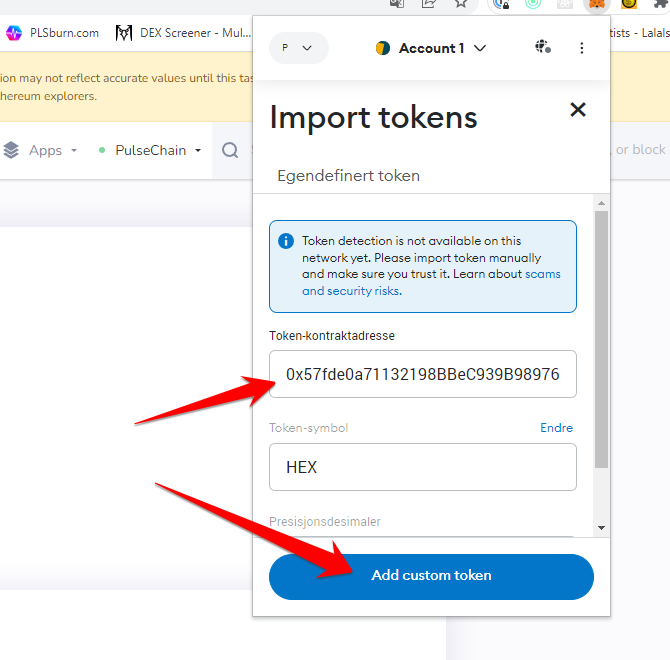 PLSburn.com
DEX Screener - Mul...
tists - Lalals
ion may not reflect accurate values until this tas
hereum explorers.
Apps
PulseChain
, or block
P
Account 1
Import tokens
Egendefinert token
Token detection is not available on this
network yet. Please import token manually
and make sure you trust it. Learn about scams
and security risks.
Token-kontraktadresse
0x57fde0a71132198BBeC939B98976
Token-symbol
Endre
HEX
Presisjonsdesimaler
Add custom token